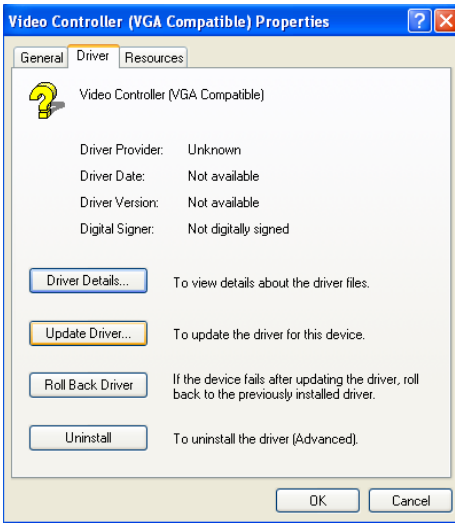 Video Controller (VGA Compatible) Properties
General Driver Resources
Video Controller (VGA Compatible)
Driver Provider: Unknown
Driver Date: Not available
Driver Version: Not available
Digital Signer: Not digitally signed
Driver Details... To view details about the driver files.
Update Driver... To update the driver for this device.
Roll Back Driver If the device fails after updating the driver, roll
back to the previously installed driver.
Uninstall To uninstall the driver (Advanced).
OK Cancel